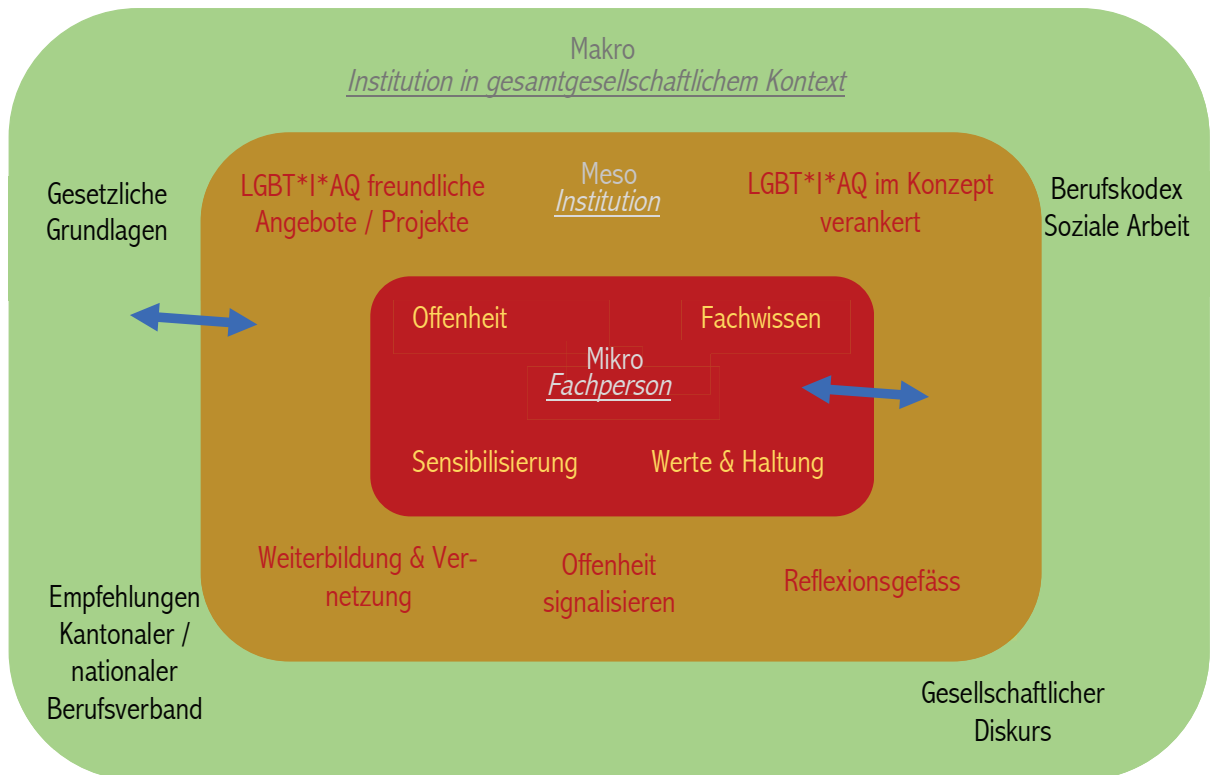 Makro
Institution in gesamtgesellschaftlichem Kontext
Gesetzliche
Grundlagen
LGBT*I*AQ freundliche
Angebote / Projekte
Meso
Institution
LGBT*I*AQ im Konzept
verankert
Berufskodex
Soziale Arbeit
Offenheit
Fachwissen
Mikro
Fachperson
Sensibilisierung
Werte & Haltung
Weiterbildung & Ver-
netzung
Offenheit
signalisieren
Reflexionsgefäss
Empfehlungen
Kantonaler /
nationaler
Berufsverband
Gesellschaftlicher
Diskurs